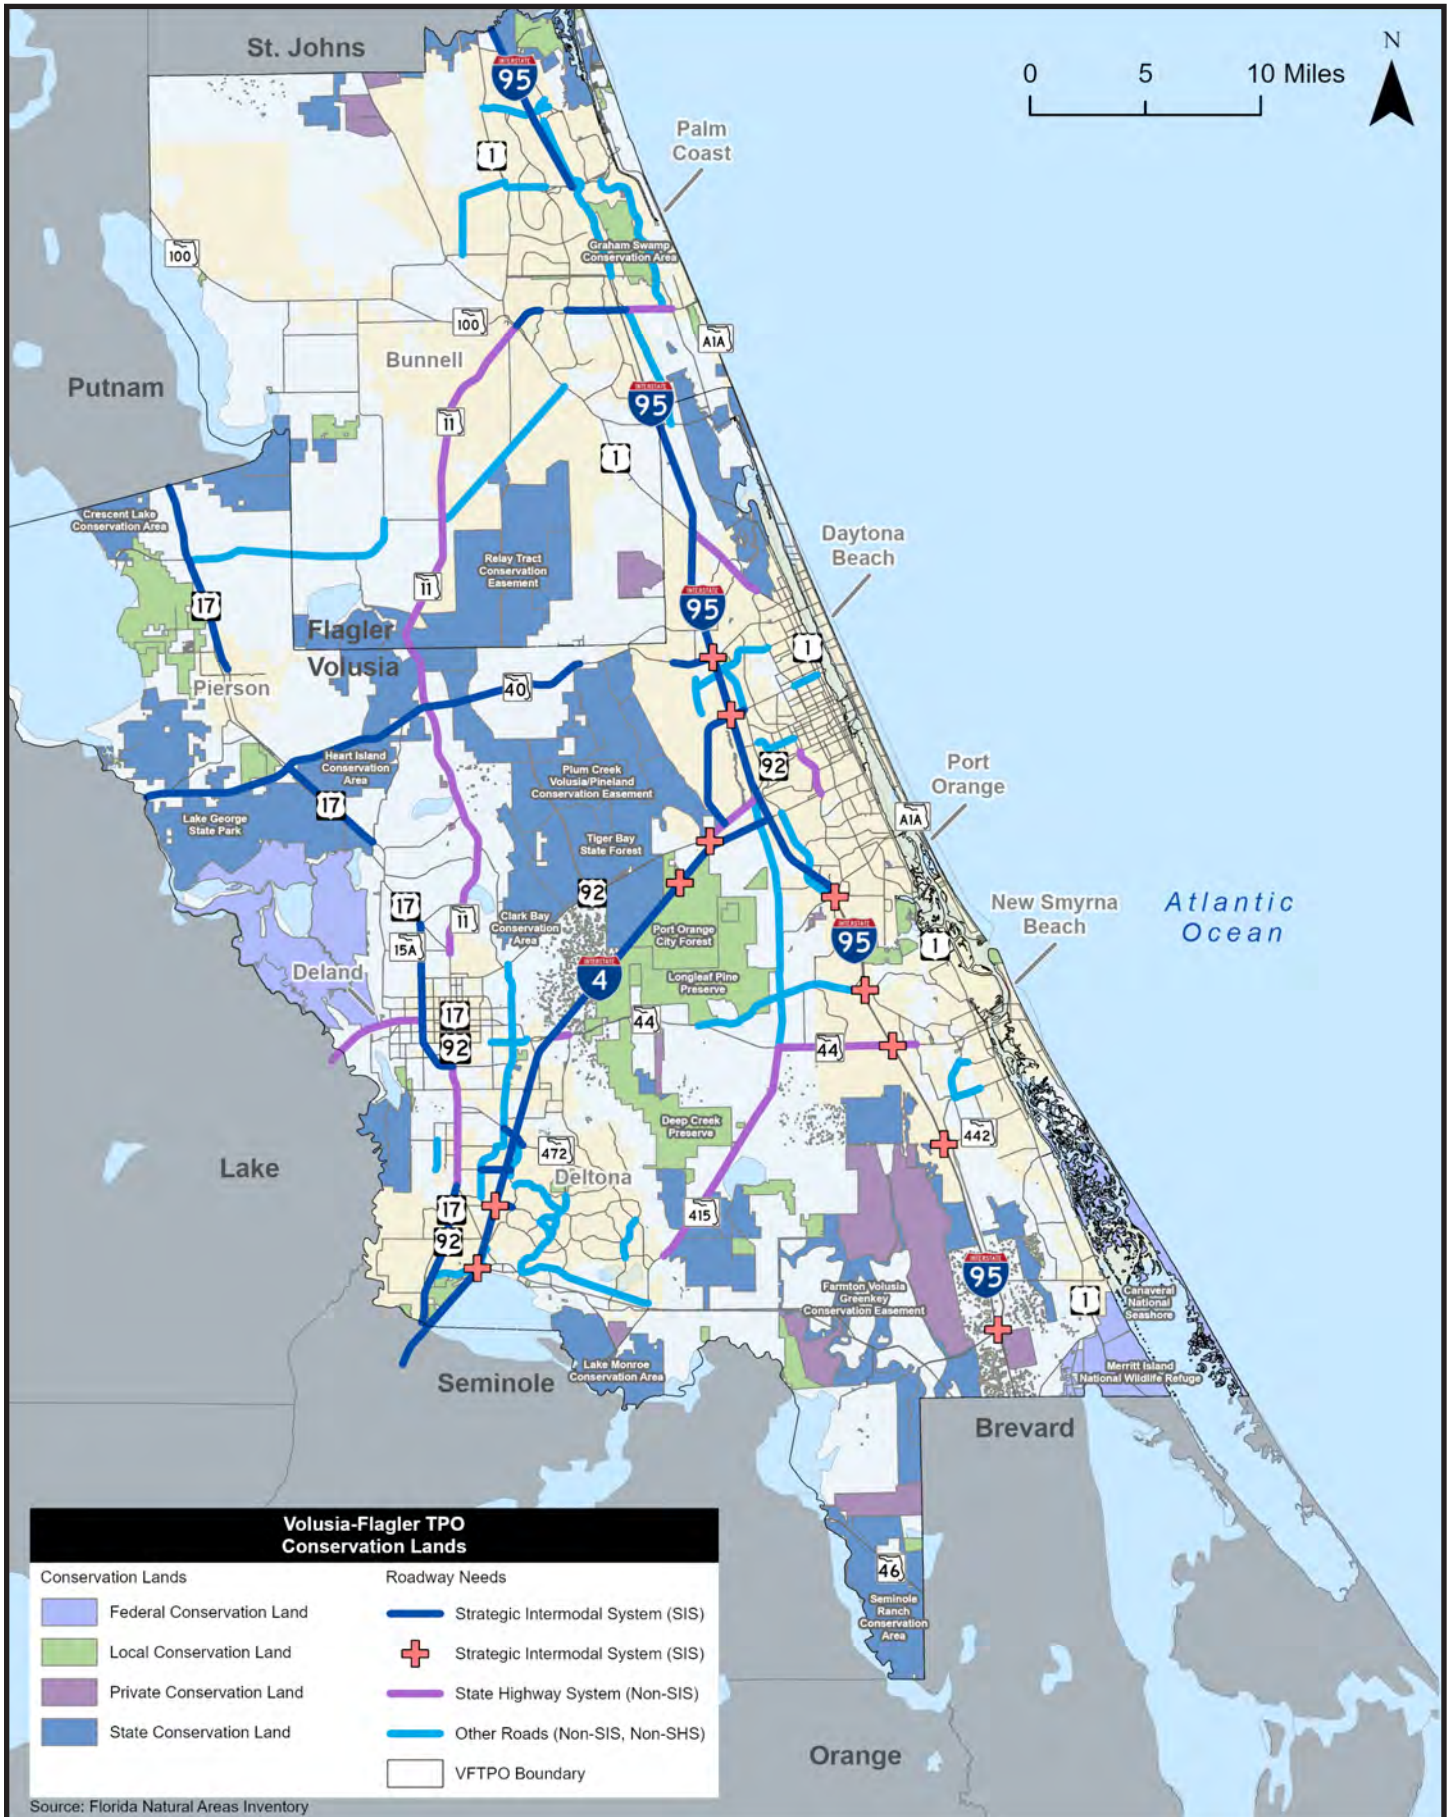 St. Johns
INTERSTATE
95
0 5 10 Miles
N
Palm
Coast
1
Graham Swamp
Conservation Area
100
100
A1A
Bunnell
Putnam
INTERSTATE
95
11
1
Crescent Lake
Conservation Area
Daytona
Beach
Relay Tract
Conservation
Easement
11
17
INTERSTATE
95
Flagler
Volusia
1
Pierson
40
Heart Island
Conservation
Area
92
Plum Creek
Volusia/Pineland
Conservation Easement
Port
Orange
17
A1A
Lake George
State Park
Tiger Bay
State Forest
92
17
11
15A
Clark Bay
Conservation
Area
Port Orange
City Forest
New Smyrna
Beach
Atlantic
Ocean
INTERSTATE
95
1
Deland
INTERSTATE
4
Longleaf Pine
Preserve
17
92
44
44
Deep Creek
Preserve
442
Lake
472
Deltona
17
92
415
INTERSTATE
95
Farmton Volusia
Greenkey
Conservation Easement
1
Canaveral
National
Seashore
Lake Monroe
Conservation Area
Merritt Island
National Wildlife Refuge
Seminole
Brevard
46
Seminole
Ranch
Conservation
Area
Orange
Volusia-Flagler TPO
Conservation Lands
Conservation Lands
Federal Conservation Land
Local Conservation Land
Private Conservation Land
State Conservation Land
Roadway Needs
Strategic Intermodal System (SIS)
Strategic Intermodal System (SIS)
State Highway System (Non-SIS)
Other Roads (Non-SIS, Non-SHS)
VFTPO Boundary
Source: Florida Natural Areas Inventory